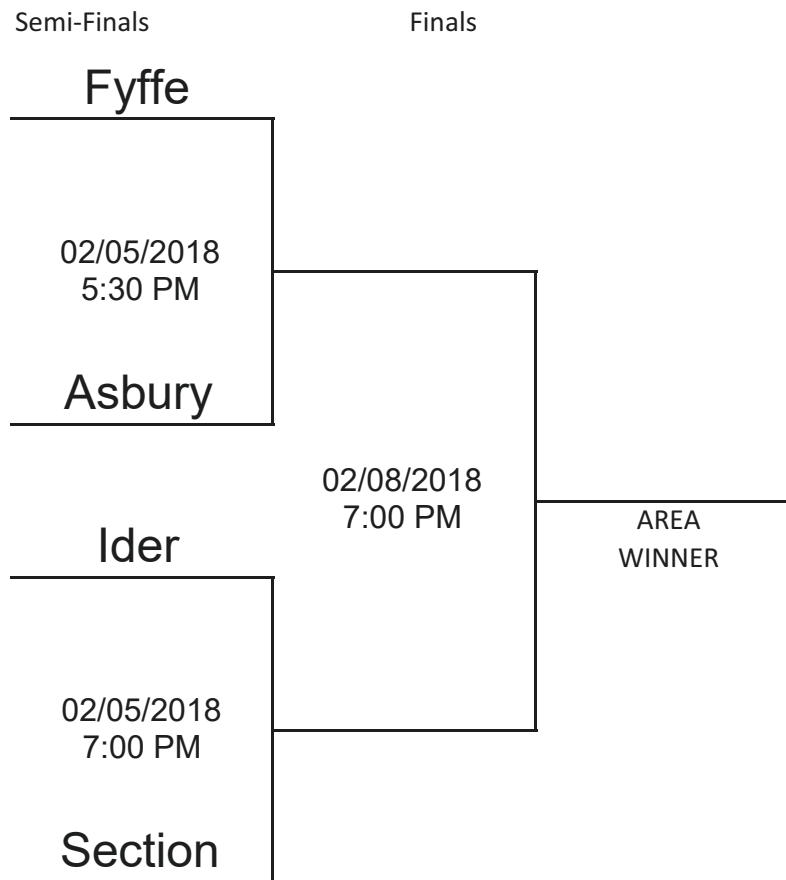 Semi-Finals
Finals
Fyffe
02/05/2018
5:30 PM
Asbury
02/08/2018
7:00 PM
AREA
WINNER
Ider
02/05/2018
7:00 PM
Section